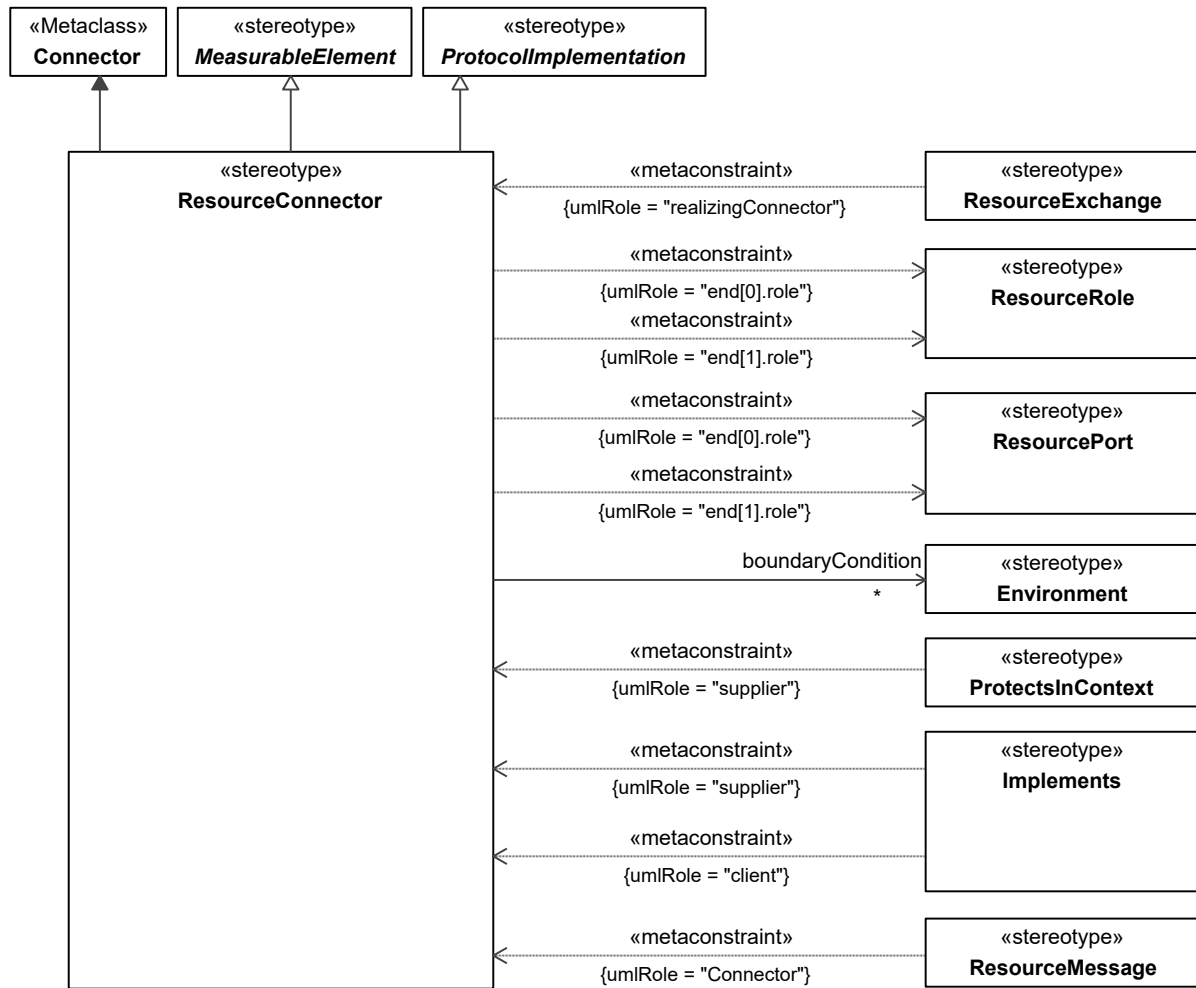 «Metaclass»
Connector
«stereotype»
MeasurableElement
«stereotype»
ProtocolImplementation
«stereotype»
ResourceConnector
«metaconstraint»
{umlRole = "realizingConnector"}
«stereotype»
ResourceExchange
«metaconstraint»
{umlRole = "end[0].role"}
«metaconstraint»
{umlRole = "end[1].role"}
«stereotype»
ResourceRole
«metaconstraint»
{umlRole = "end[0].role"}
«metaconstraint»
{umlRole = "end[1].role"}
«stereotype»
ResourcePort
boundaryCondition
*
«stereotype»
Environment
«metaconstraint»
{umlRole = "supplier"}
«stereotype»
ProtectsInContext
«metaconstraint»
{umlRole = "supplier"}
«metaconstraint»
{umlRole = "client"}
«stereotype»
Implements
«metaconstraint»
{umlRole = "Connector"}
«stereotype»
ResourceMessage